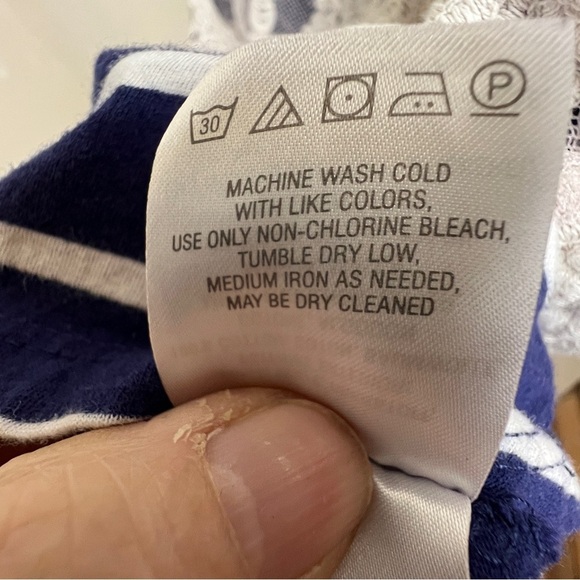 30 P
MACHINE WASH COLD
WITH LIKE COLORS,
USE ONLY NON-CHLORINE BLEACH,
TUMBLE DRY LOW,
MEDIUM IRON AS NEEDED,
MAY BE DRY CLEANED